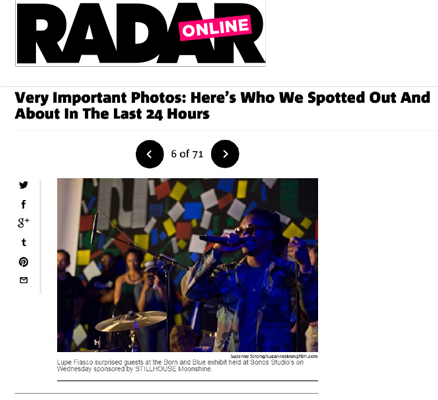 RADAR
ONLINE
Very Important Photos: Here's Who We Spotted Out And
About In The Last 24 Hours
6 of 71
Suzanne Strong/suzannestrongfilm.com
Lupe Fiasco surprised guests at the Born and Blue exhibit held at Sonos Studio's on
Wednesday sponsored by STILLHOUSE Moonshine.